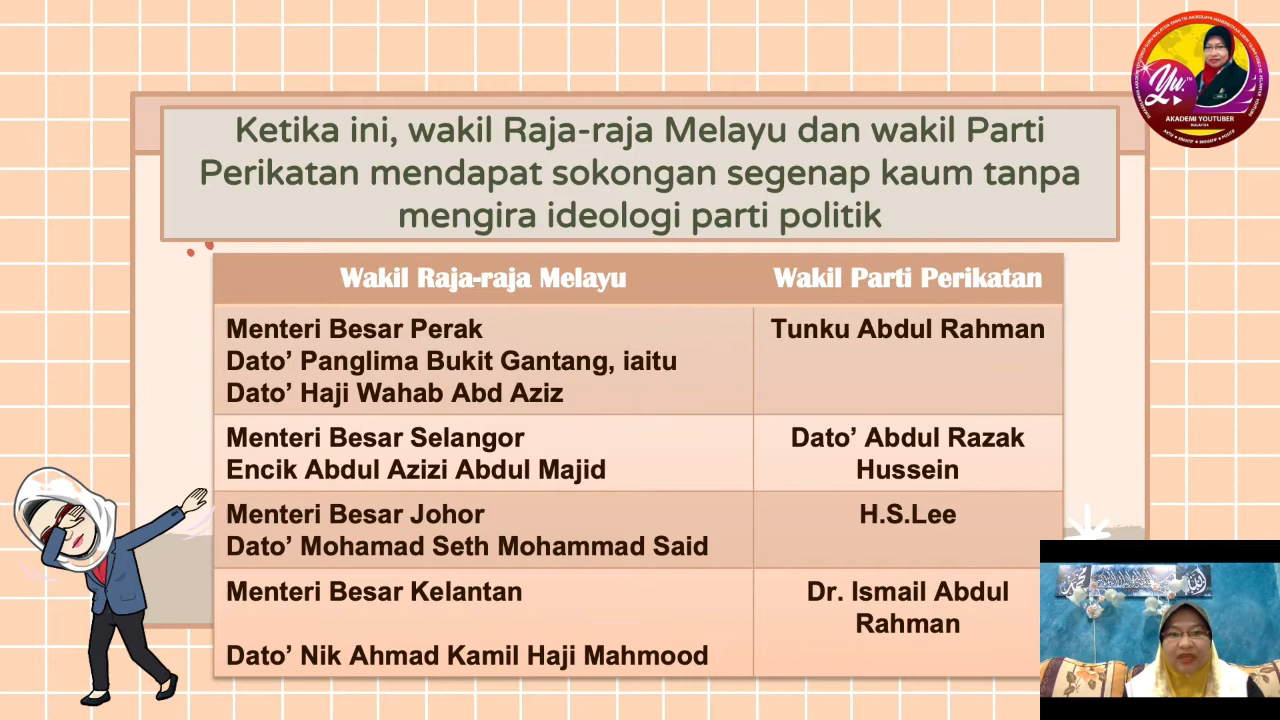 Ketika ini, wakil Raja-raja Melayu dan wakil Parti
Perikatan mendapat sokongan segenap kaum tanpa
mengira ideologi parti politik
Wakil Raja-raja Melayu
Wakil Parti Perikatan
Menteri Besar Perak
Dato’ Panglima Bukit Gantang, iaitu
Dato’ Haji Wahab Abd Aziz
Tunku Abdul Rahman
Menteri Besar Selangor
Encik Abdul Azizi Abdul Majid
Dato’ Abdul Razak
Hussein
Menteri Besar Johor
Dato’ Mohamad Seth Mohammad Said
H.S.Lee
Menteri Besar Kelantan
Dato’ Nik Ahmad Kamil Haji Mahmood
Dr. Ismail Abdul
Rahman
AKADEMI YOUTUBER
MALAYSIA